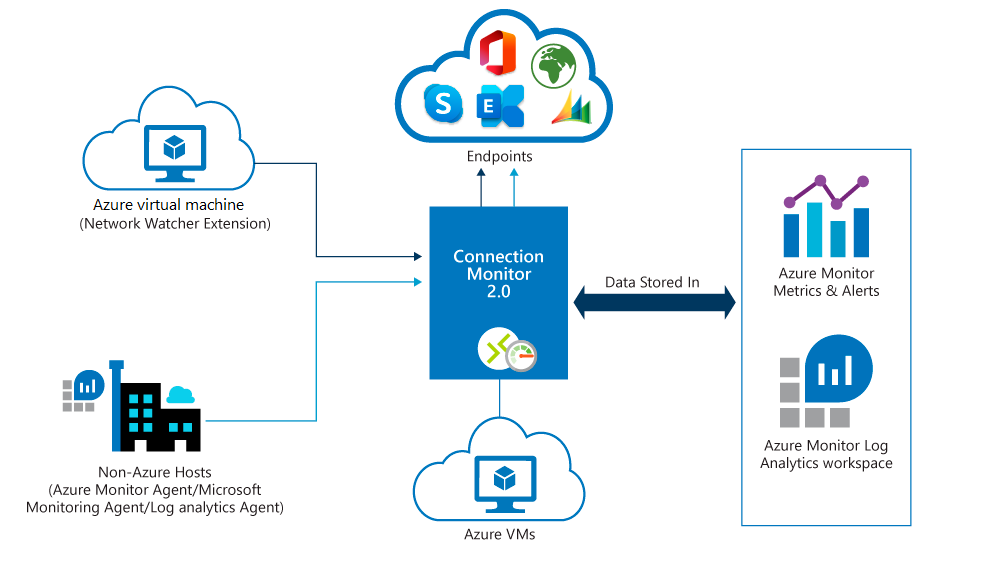 S
E
Endpoints
Azure virtual machine
(Network Watcher Extension)
Connection
Monitor
2.0
Data Stored In
Azure Monitor
Metrics & Alerts
Azure Monitor Log
Analytics workspace
Non-Azure Hosts
(Azure Monitor Agent/Microsoft
Monitoring Agent/Log analytics Agent)
Azure VMs